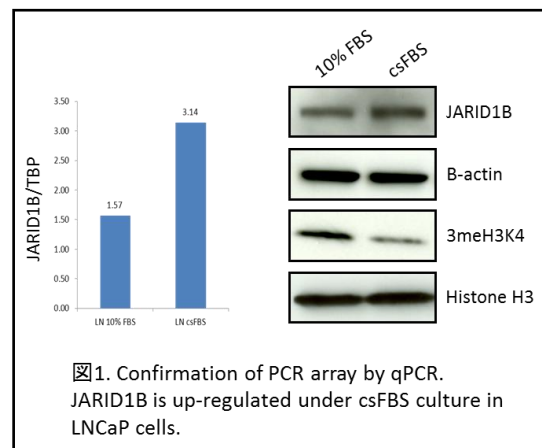 10% FBS
csFBS
JARID1B
B-actin
3meH3K4
Histone H3
JARID1B/TBP
3.50
3.00
2.50
2.00
1.50
1.00
0.50
0.00
1.57
3.14
LN 10% FBS
LN csFBS
図1. Confirmation of PCR array by qPCR.
JARID1B is up-regulated under csFBS culture in
LNCaP cells.